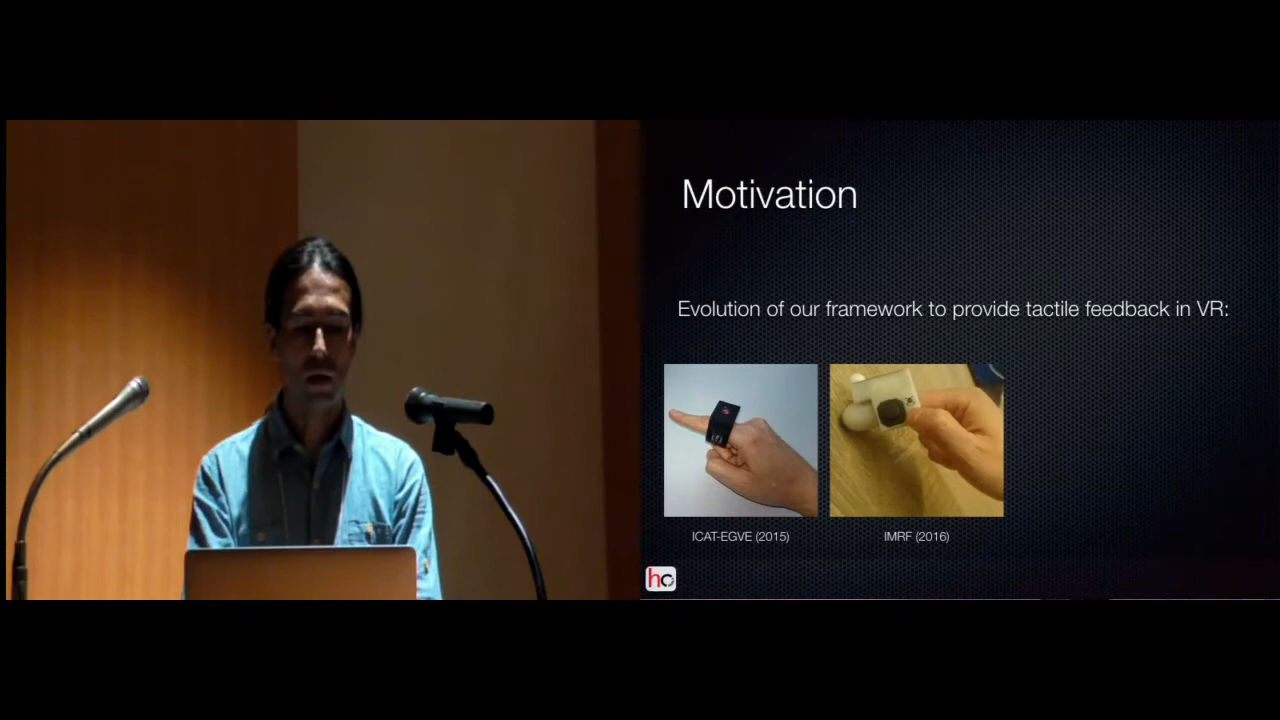 Motivation
Evolution of our framework to provide tactile feedback in VR:
ICAT-EGVE (2015)
IMRF (2016)
hc